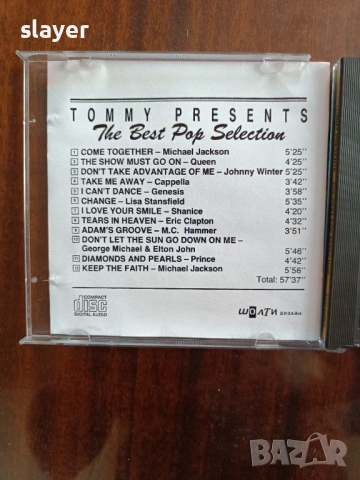 slayer
TOMMY PRESENTS
The Best Pop Selection
1 COME TOGETHER – Michael Jackson 5'25''
2 THE SHOW MUST GO ON – Queen 4'25''
3 DON'T TAKE ADVANTAGE OF ME – Johnny Winter 5'25''
4 TAKE ME AWAY – Cappella 3'42''
5 I CAN'T DANCE – Genesis 3'58''
6 CHANGE – Lisa Stansfield 5'35''
7 I LOVE YOUR SMILE – Shanice 4'20''
8 TEARS IN HEAVEN – Eric Clapton 4'32''
9 ADAM'S GROOVE – M.C. Hammer 3'51''
10 DON'T LET THE SUN GO DOWN ON ME –
George Michael & Elton John 5'46''
11 DIAMONDS AND PEARLS – Prince 4'42''
12 KEEP THE FAITH – Michael Jackson 5'56''
Total: 57'37''
COMPACT
disc
DIGITAL AUDIO
ШОЛТИ ДИЗАЙН
BAZAR